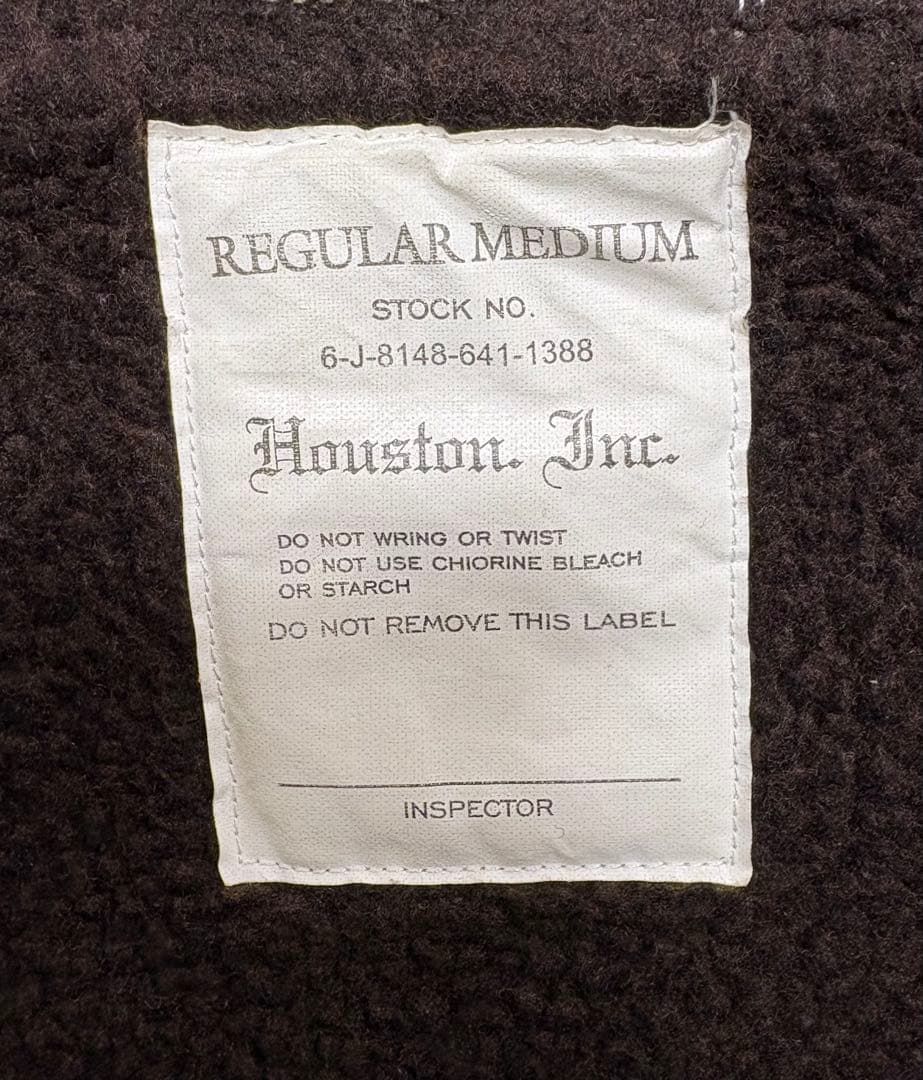 REGULAR MEDIUM
STOCK NO.
6-J-8148-641-1388
Houston. Inc.
DO NOT WRING OR TWIST
DO NOT USE CHIORINE BLEACH
OR STARCH
DO NOT REMOVE THIS LABEL
INSPECTOR